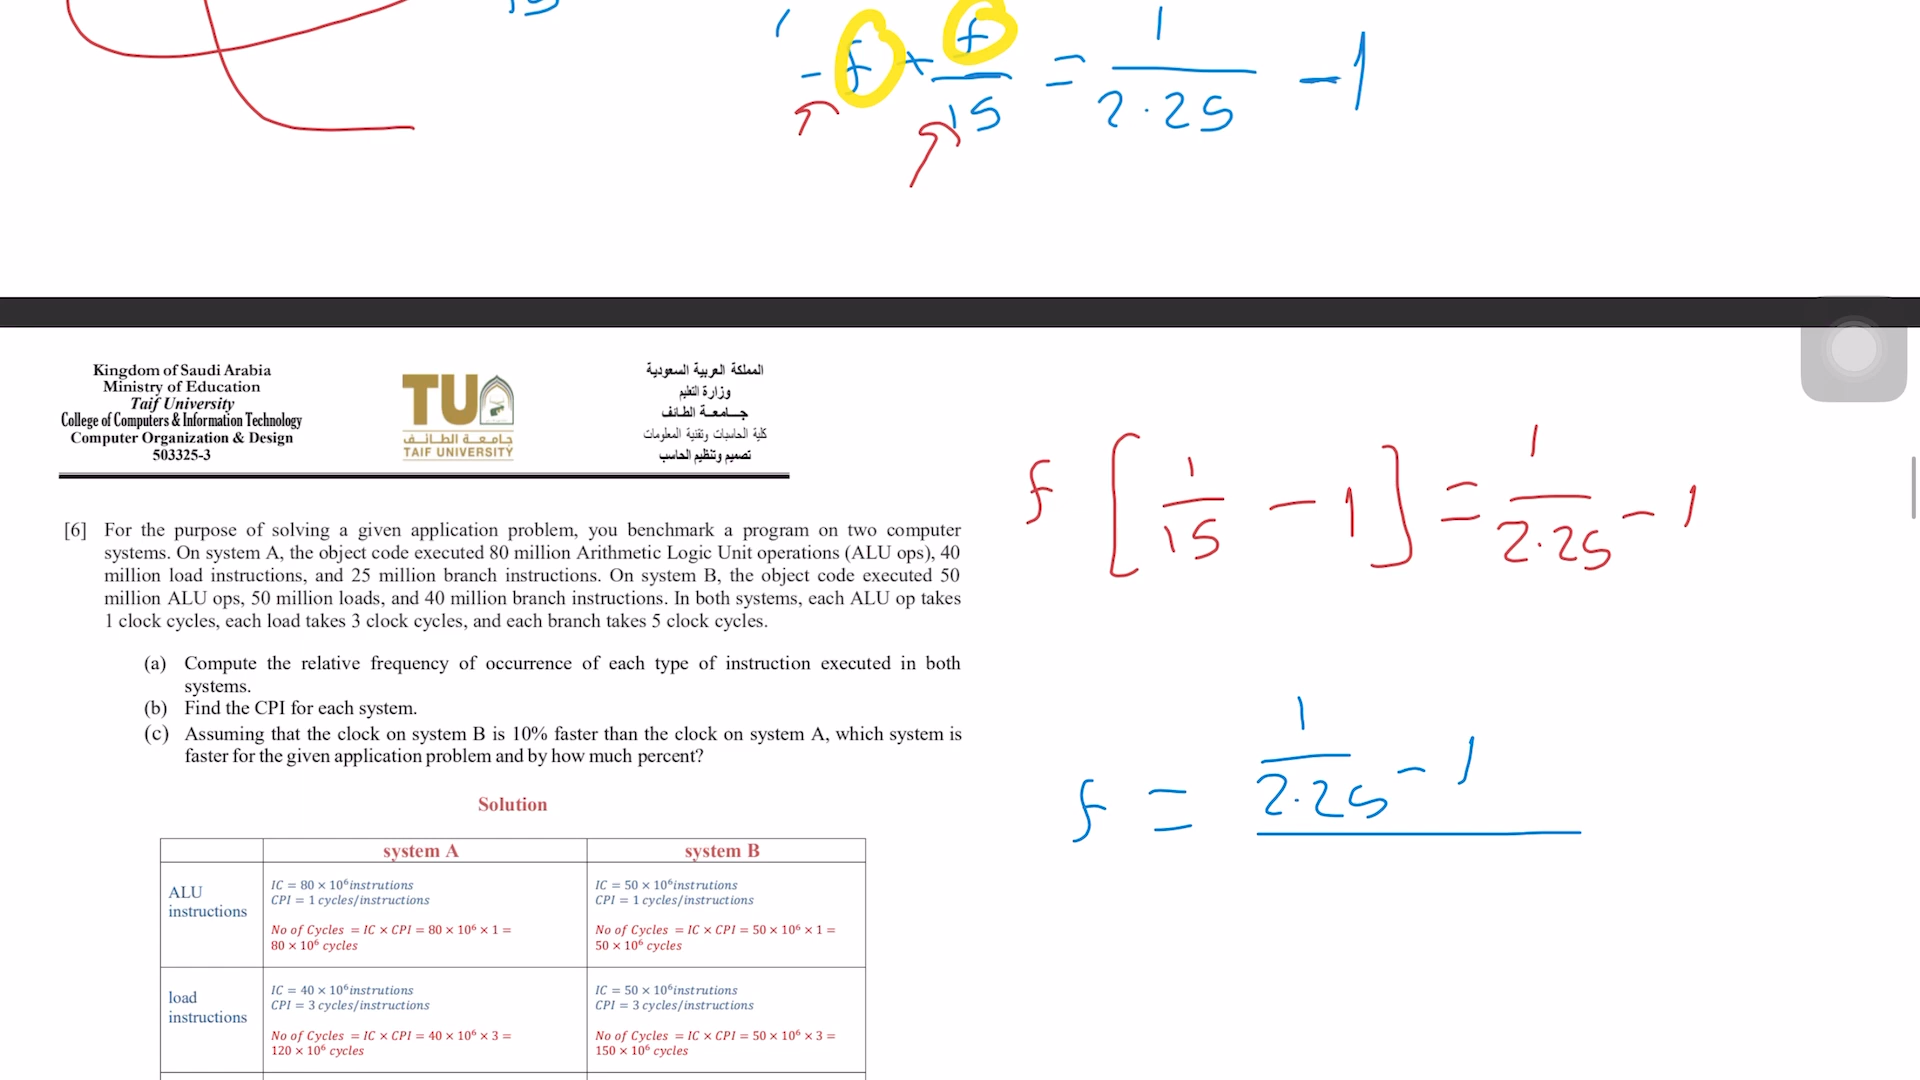 - f + f/15 = 1/2.25 - 1
Kingdom of Saudi Arabia
Ministry of Education
Taif University
College of Computers & Information Technology
Computer Organization & Design
503325-3
TU
جامعة الطائف
TAIF UNIVERSITY
المملكة العربية السعودية
وزارة التعليم
جـــامعــة الطائف
كلية الحاسبات وتقنية المعلومات
تصميم وتنظيم الحاسب
f [ 1/15 - 1 ] = 1/2.25 - 1
[6] For the purpose of solving a given application problem, you benchmark a program on two computer
systems. On system A, the object code executed 80 million Arithmetic Logic Unit operations (ALU ops), 40
million load instructions, and 25 million branch instructions. On system B, the object code executed 50
million ALU ops, 50 million loads, and 40 million branch instructions. In both systems, each ALU op takes
1 clock cycles, each load takes 3 clock cycles, and each branch takes 5 clock cycles.
(a) Compute the relative frequency of occurrence of each type of instruction executed in both
systems.
(b) Find the CPI for each system.
(c) Assuming that the clock on system B is 10% faster than the clock on system A, which system is
faster for the given application problem and by how much percent?
f = 1/2.25 - 1
Solution
system A
system B
ALU
instructions
IC = 80 × 10⁶instrutions
CPI = 1 cycles/instructions
No of Cycles = IC × CPI = 80 × 10⁶ × 1 =
80 × 10⁶ cycles
IC = 50 × 10⁶instrutions
CPI = 1 cycles/instructions
No of Cycles = IC × CPI = 50 × 10⁶ × 1 =
50 × 10⁶ cycles
load
instructions
IC = 40 × 10⁶instrutions
CPI = 3 cycles/instructions
No of Cycles = IC × CPI = 40 × 10⁶ × 3 =
120 × 10⁶ cycles
IC = 50 × 10⁶instrutions
CPI = 3 cycles/instructions
No of Cycles = IC × CPI = 50 × 10⁶ × 3 =
150 × 10⁶ cycles